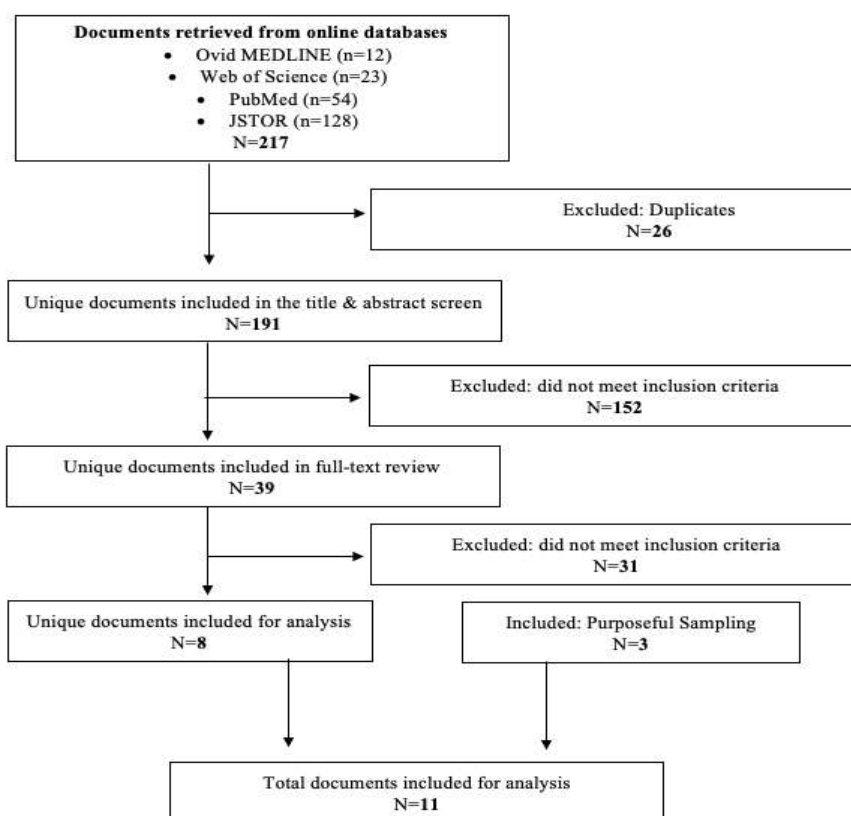 Documents retrieved from online databases
• Ovid MEDLINE (n=12)
• Web of Science (n=23)
• PubMed (n=54)
• JSTOR (n=128)
N=217
Excluded: Duplicates
N=26
Unique documents included in the title & abstract screen
N=191
Excluded: did not meet inclusion criteria
N=152
Unique documents included in full-text review
N=39
Excluded: did not meet inclusion criteria
N=31
Unique documents included for analysis
N=8
Included: Purposeful Sampling
N=3
Total documents included for analysis
N=11